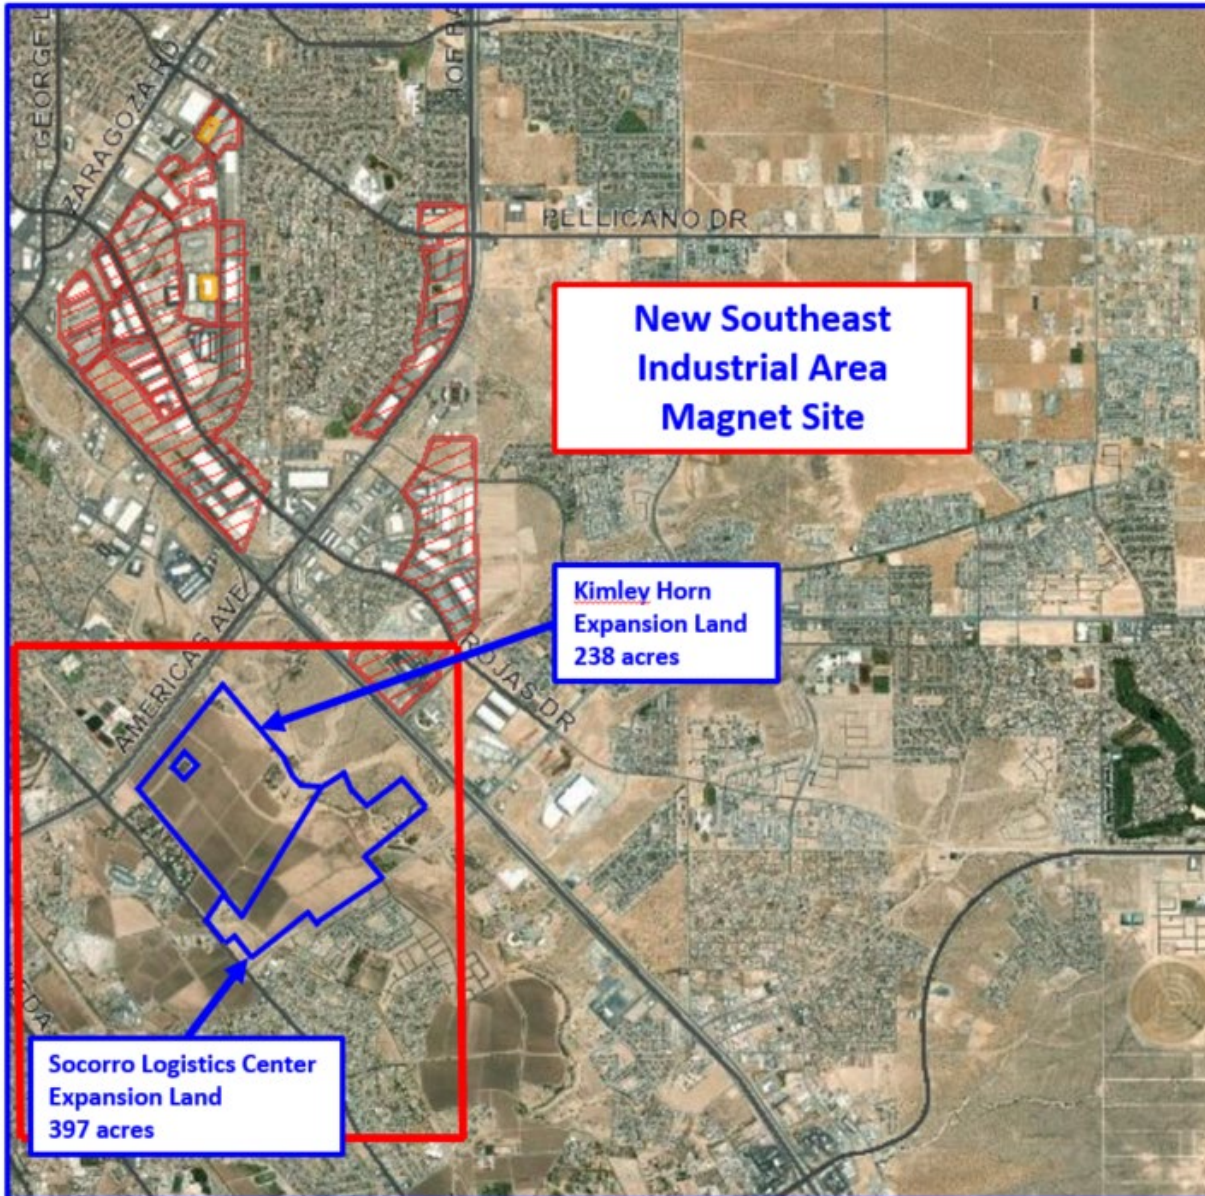 GEORGE
ZARAGOZA RD
PELLICANO DR
New Southeast
Industrial Area
Magnet Site
Kimley Horn
Expansion Land
238 acres
AMERICAS AVE
ROJAS DR
Socorro Logistics Center
Expansion Land
397 acres